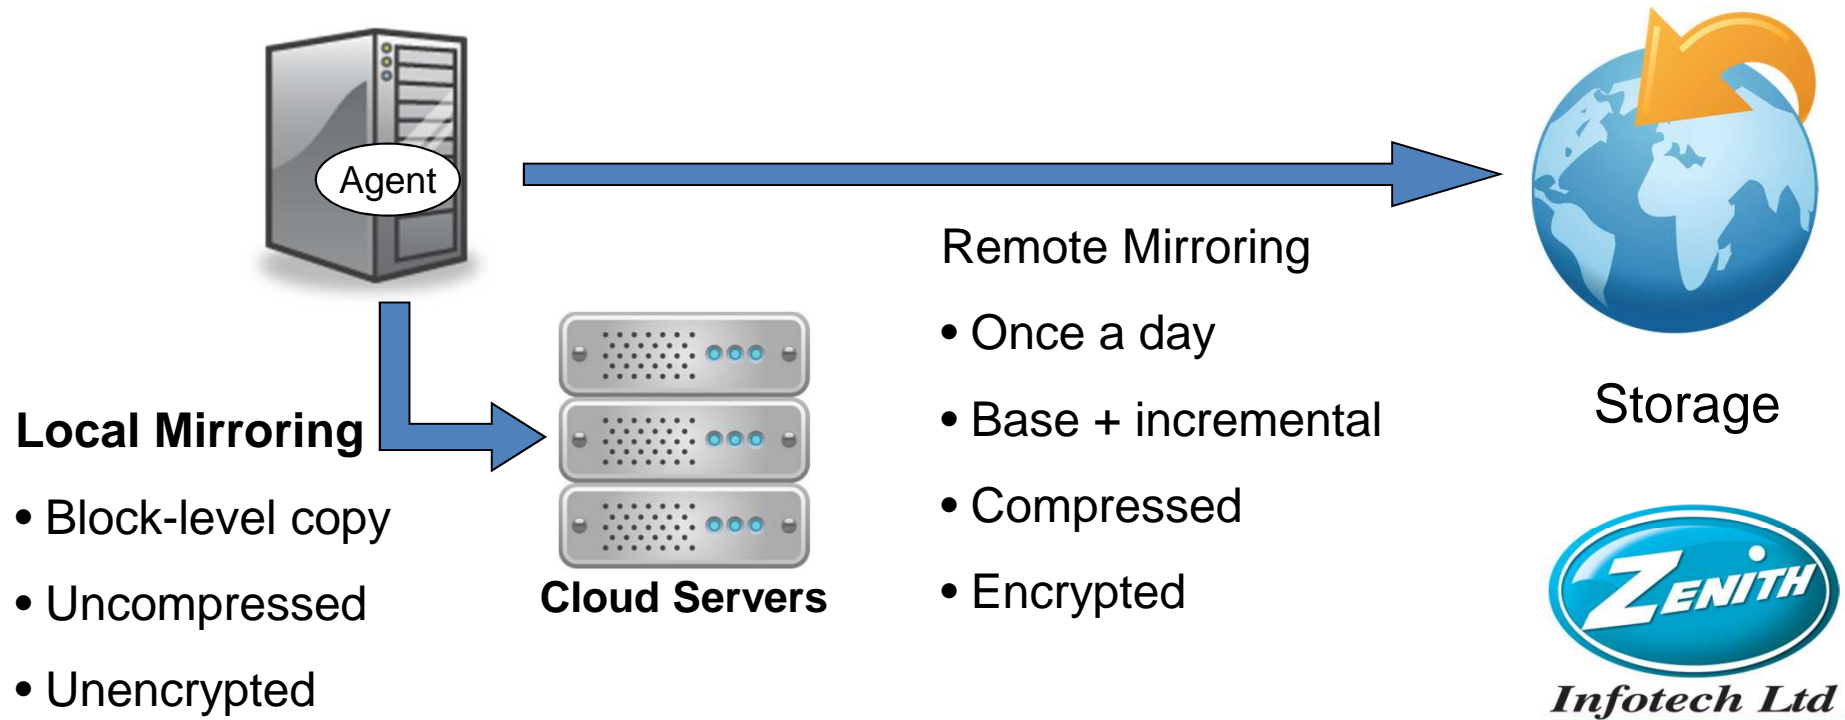 Agent
Local Mirroring
• Block-level copy
• Uncompressed
• Unencrypted
Cloud Servers
Remote Mirroring
• Once a day
• Base + incremental
• Compressed
• Encrypted
Storage
ZENITH
Infotech Ltd